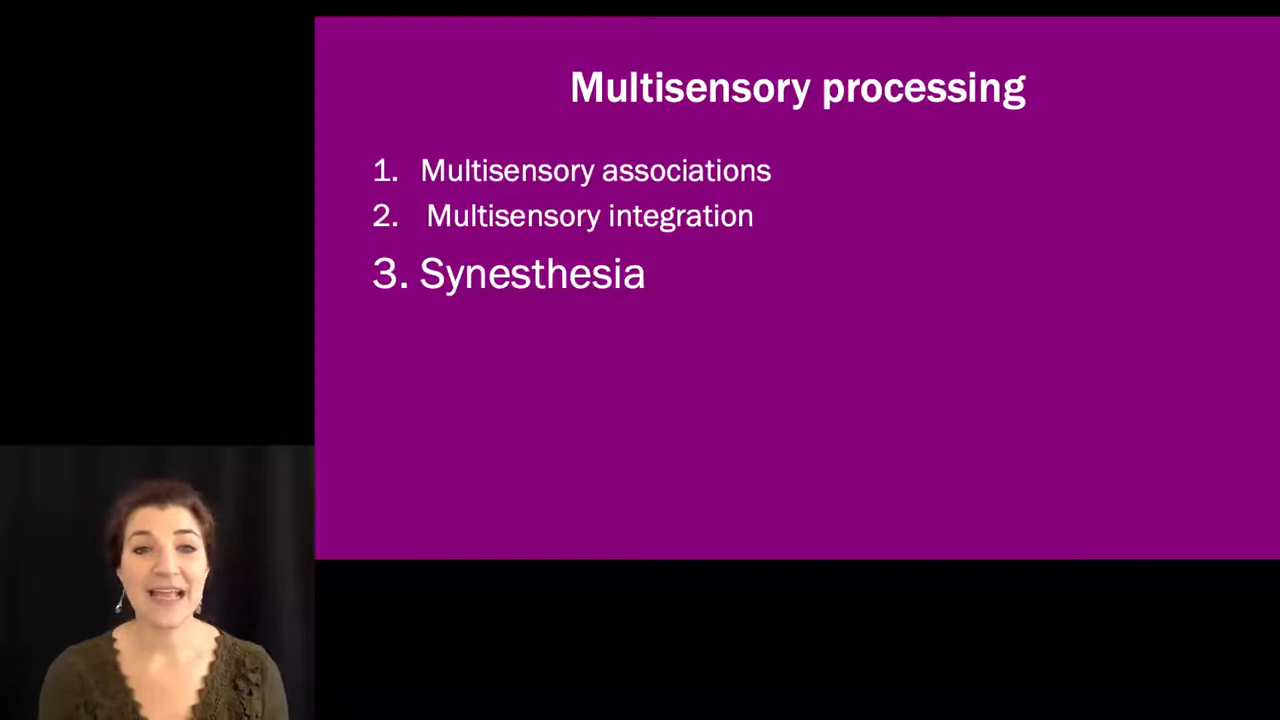 Multisensory processing
1. Multisensory associations
2. Multisensory integration
3. Synesthesia